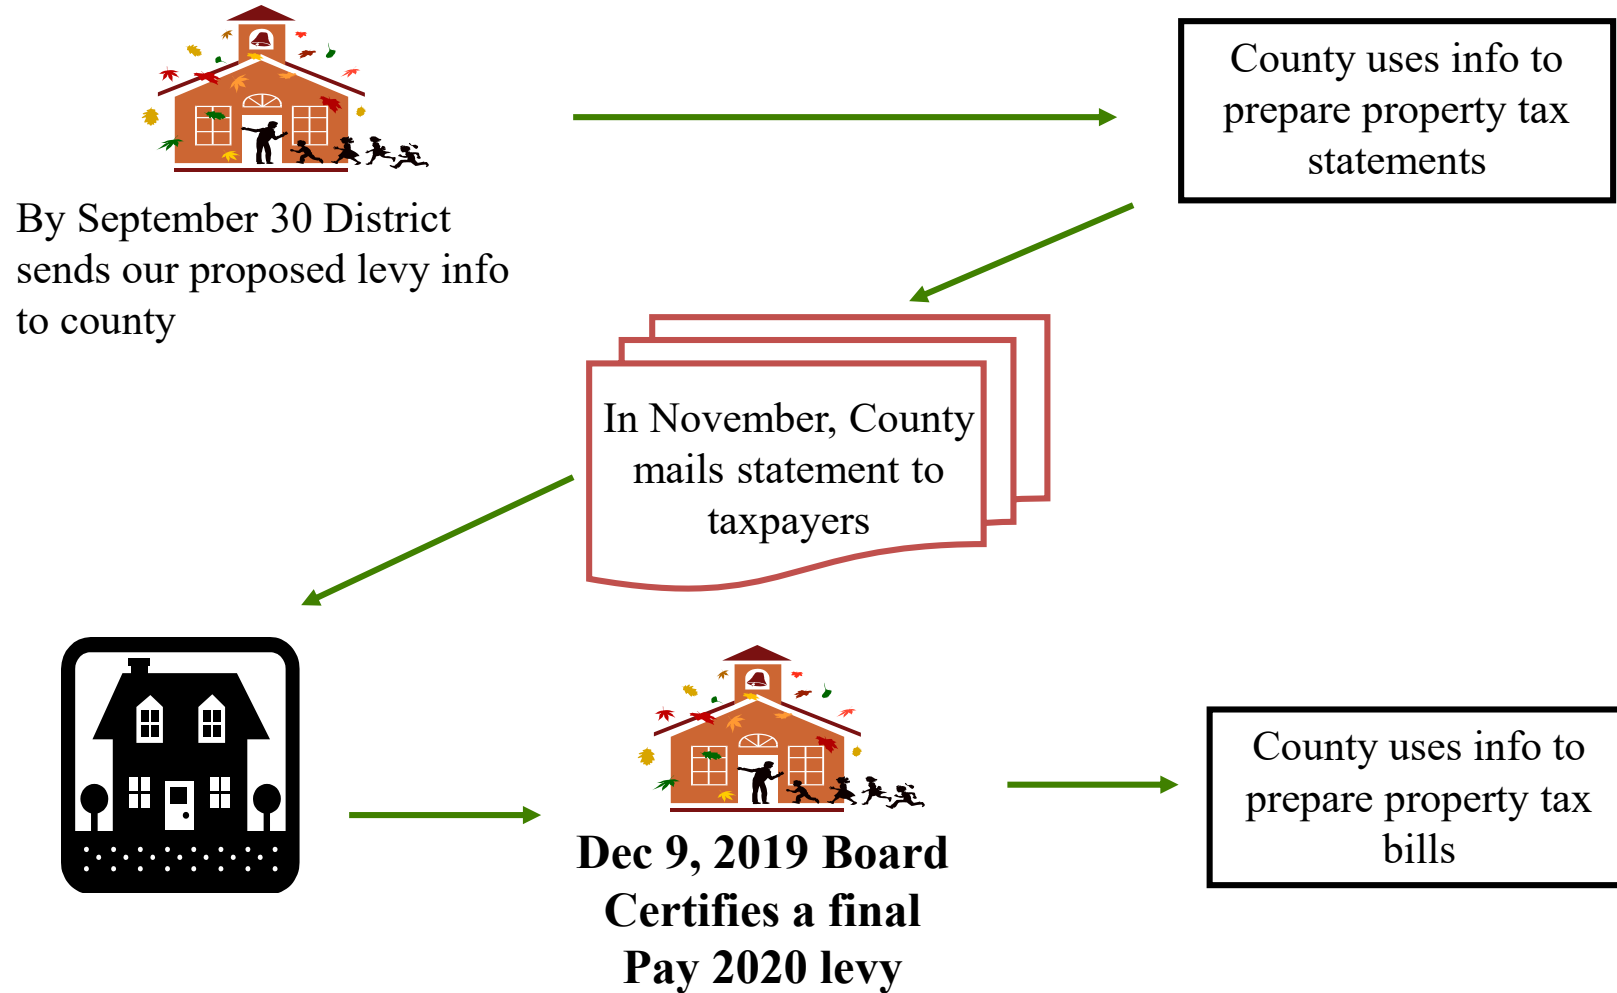 By September 30 District
sends our proposed levy info
to county
County uses info to
prepare property tax
statements
In November, County
mails statement to
taxpayers
Dec 9, 2019 Board
Certifies a final
Pay 2020 levy
County uses info to
prepare property tax
bills